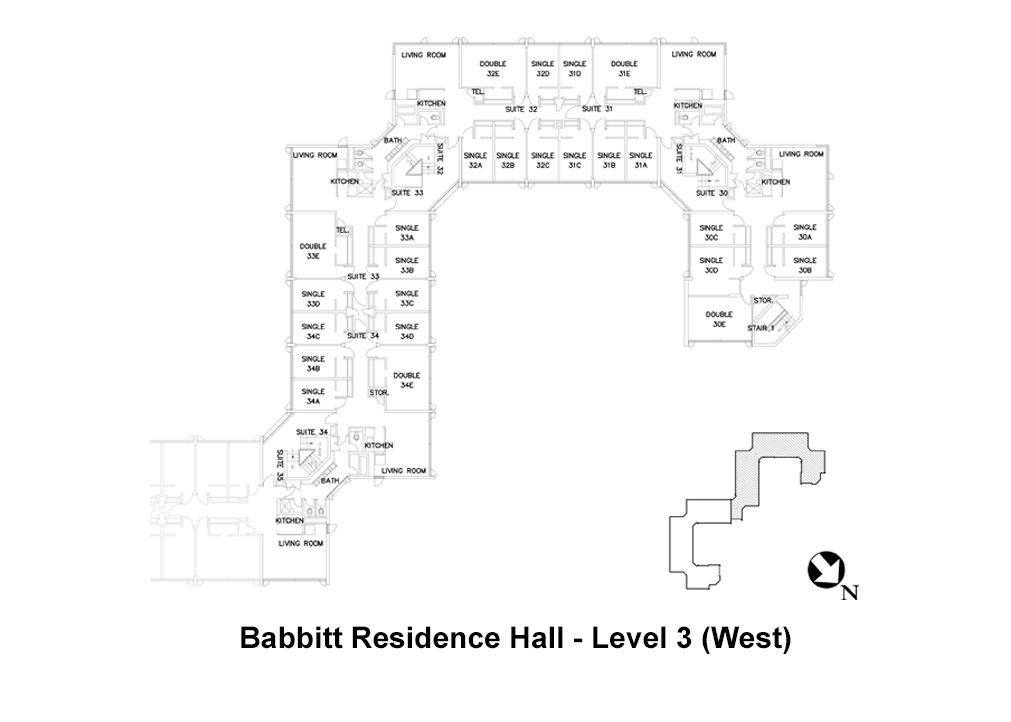 LIVING ROOM
DOUBLE
32E
SINGLE
32D
SINGLE
31D
DOUBLE
31E
LIVING ROOM
TEL.
TEL.
KITCHEN
SUITE 32
SUITE 31
KITCHEN
BATH
BATH
LIVING ROOM
SUITE 32
SINGLE
32A
SINGLE
32B
SINGLE
32C
SINGLE
31C
SINGLE
31B
SINGLE
31A
SUITE 31
LIVING ROOM
KITCHEN
KITCHEN
SUITE 33
SUITE 30
TEL.
SINGLE
33A
SINGLE
30C
SINGLE
30A
DOUBLE
33E
SINGLE
33B
SINGLE
30D
SINGLE
30B
SUITE 33
SINGLE
33D
SINGLE
33C
STOR.
DOUBLE
30E
STAIR 1
SINGLE
34C
SUITE 34
SINGLE
34D
SINGLE
34B
DOUBLE
34E
SINGLE
34A
STOR.
SUITE 34
KITCHEN
SUITE 35
LIVING ROOM
BATH
KITCHEN
LIVING ROOM
N
Babbitt Residence Hall - Level 3 (West)